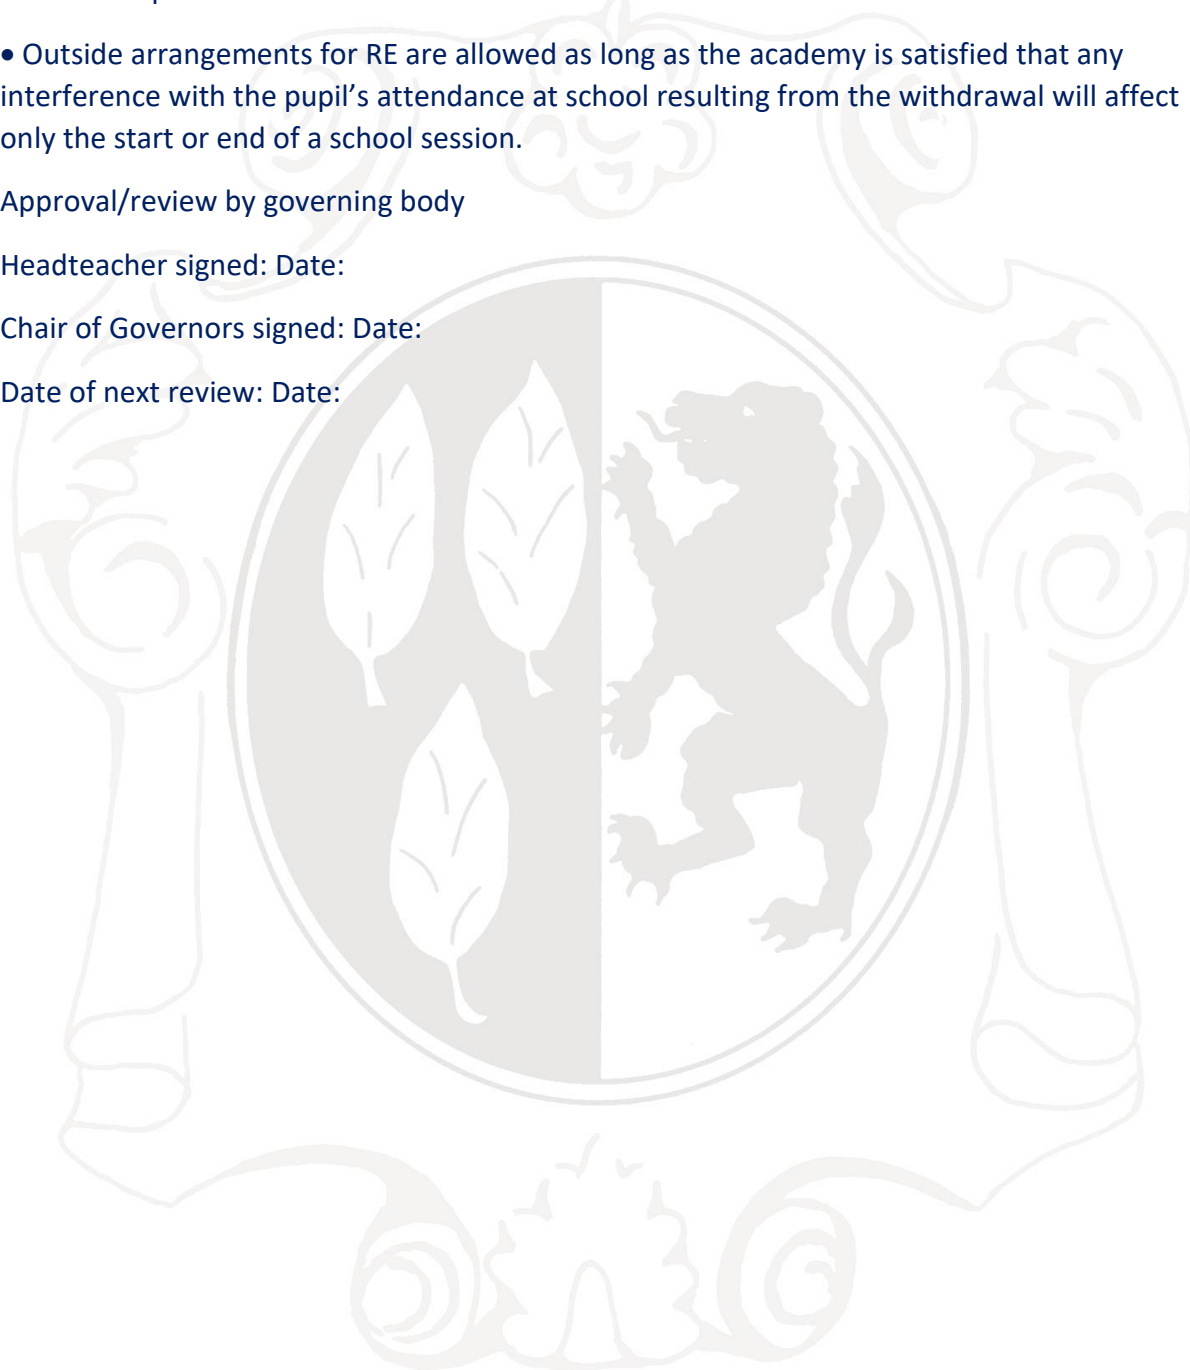 • Outside arrangements for RE are allowed as long as the academy is satisfied that any
interference with the pupil’s attendance at school resulting from the withdrawal will affect
only the start or end of a school session.
Approval/review by governing body
Headteacher signed: Date:
Chair of Governors signed: Date:
Date of next review: Date: